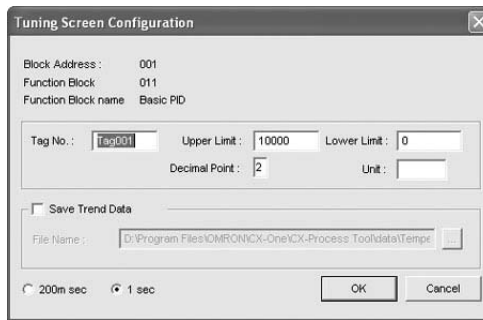 Tuning Screen Configuration
Block Address : 001
Function Block 011
Function Block name Basic PID
Tag No. : Tag001 Upper Limit : 10000 Lower Limit : 0
Decimal Point : 2 Unit :
Save Trend Data
File Name : D:\Program Files\OMRON\CX-One\CX-Process Tool\data\Tempe ...
200m sec 1 sec OK Cancel